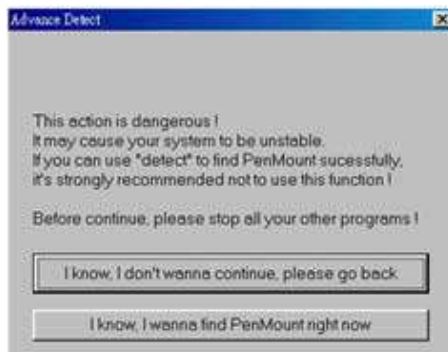 Advance Detect
This action is dangerous !
It may cause your system to be unstable.
If you can use "detect" to find PenMount sucessfully,
it's strongly recommended not to use this function !
Before continue, please stop all your other programs !
I know, I don't wanna continue, please go back
I know, I wanna find PenMount right now